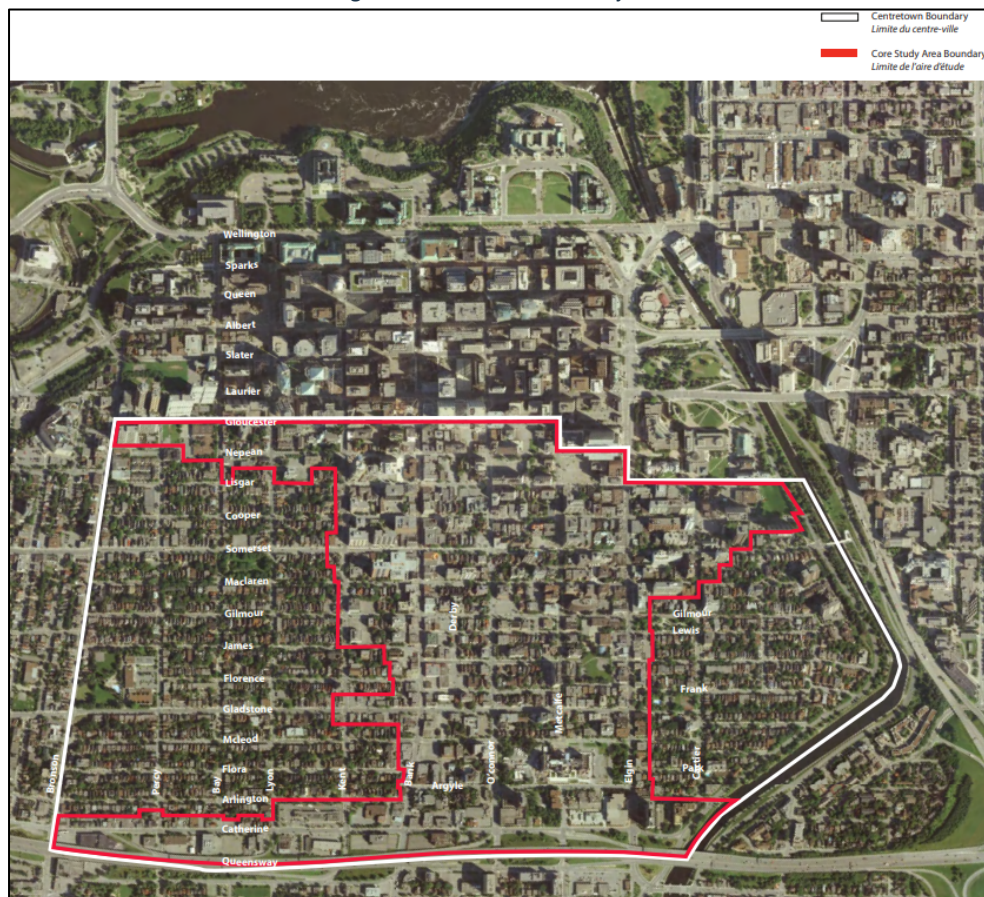 Centretown Boundary
Limite du centre-ville
Core Study Area Boundary
Limite de l'aire d'étude
Wellington
Sparks
Queen
Albert
Slater
Laurier
Gloucester
Nepean
Lisgar
Cooper
Somerset
Maclaren
Gilmour
James
Florence
Gladstone
Mcleod
Flora
Arlington
Catherine
Queensway
Bronson
Percy
Bay
Lyon
Kent
Bank
Argyle
O'connor
Derby
Metcalfe
Elgin
Gilmour
Lewis
Frank
Park
Cartier